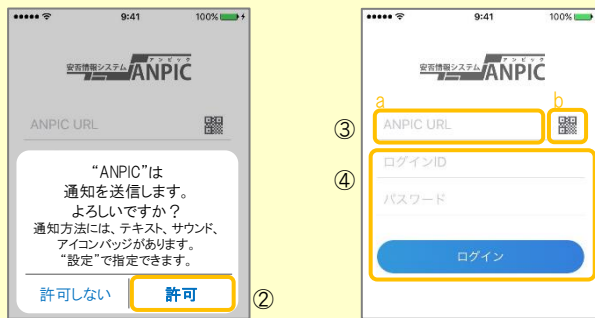 9:41
100%
アンピック
安否情報システム ANPIC
ANPIC URL
“ANPIC”は
通知を送信します。
よろしいですか？
通知方法には、テキスト、サウンド、
アイコンバッジがあります。
“設定”で指定できます。
許可しない
許可
②
9:41
100%
アンピック
安否情報システム ANPIC
a
b
③
ANPIC URL
④
ログインID
パスワード
ログイン